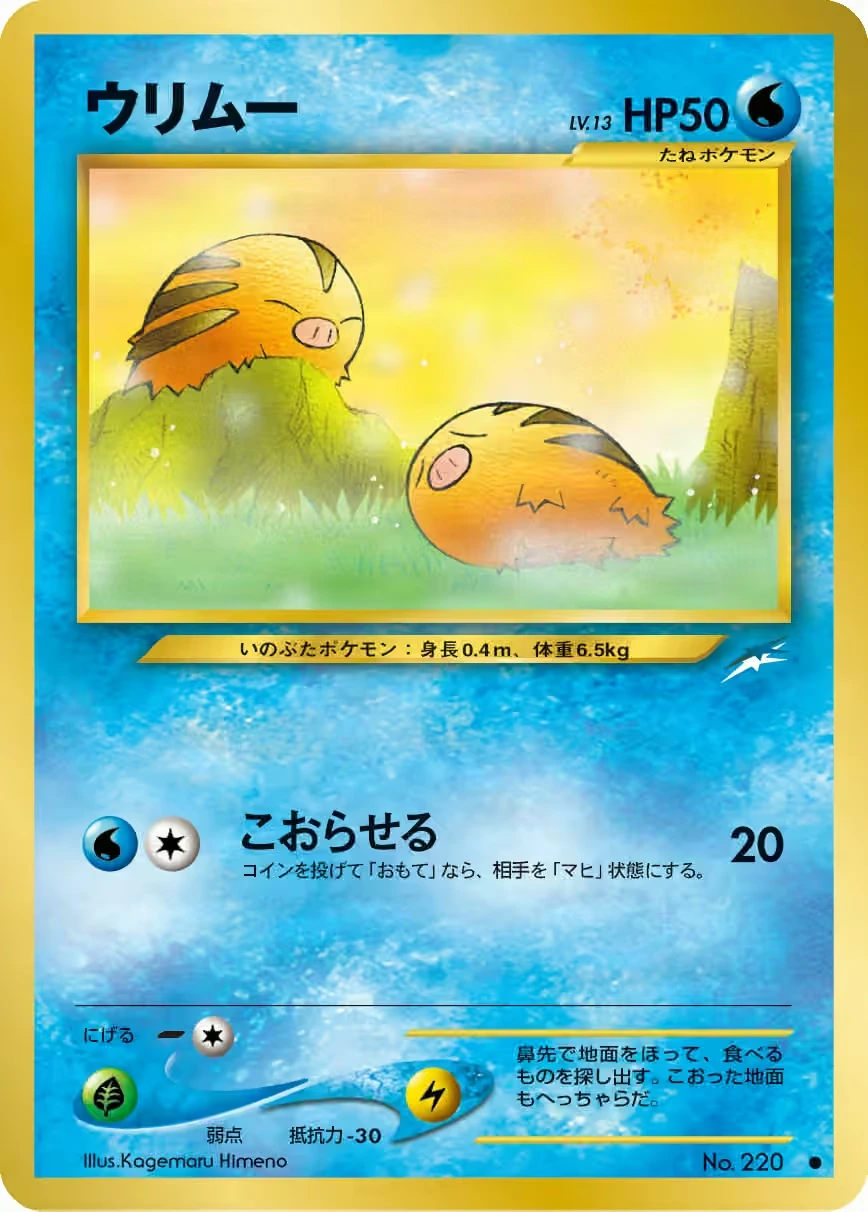 ウリムー
LV.13 HP50
たねポケモン
いのぶたポケモン：身長0.4m、体重6.5kg
こおらせる 20
コインを投げて「おもて」なら、相手を「マヒ」状態にする。
にげる
鼻先で地面をほって、食べる
ものを探し出す。こおった地面
もへっちゃらだ。
弱点 抵抗力-30
Illus.Kagemaru Himeno
No. 220